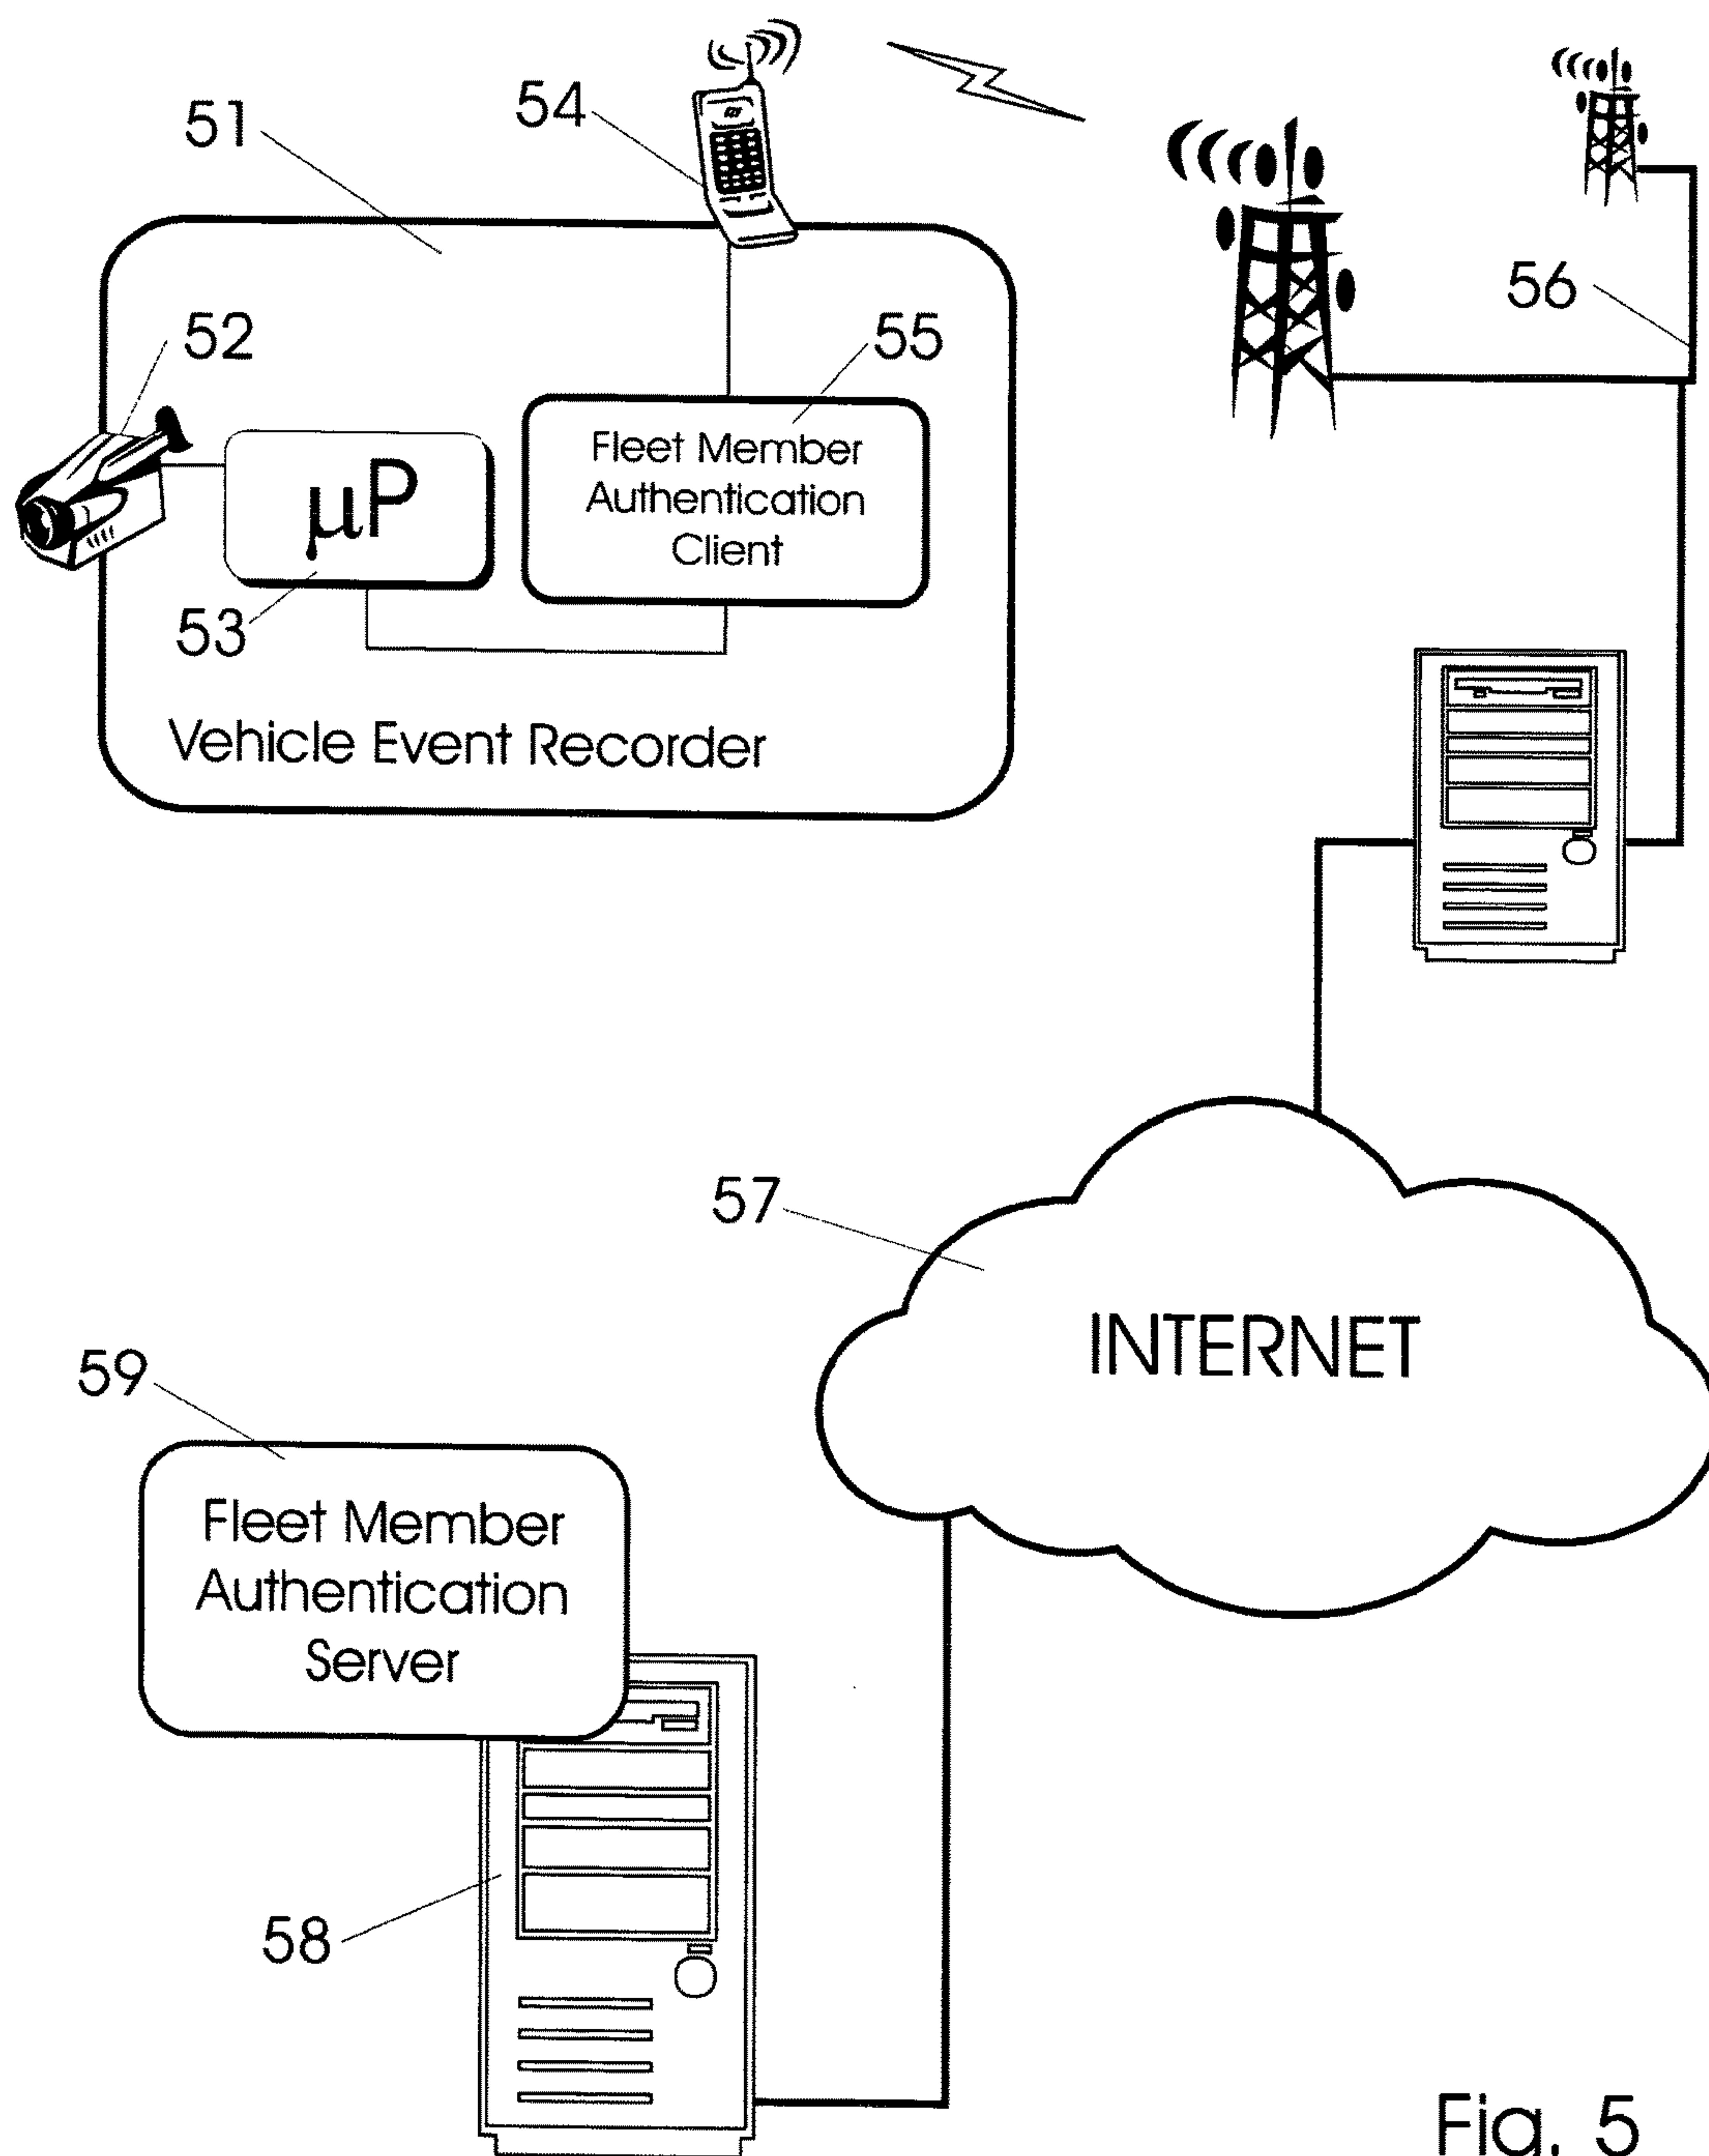 51
54
56
52
55
μP
Fleet Member
Authentication
Client
53
Vehicle Event Recorder
57
INTERNET
59
Fleet Member
Authentication
Server
58
Fig. 5